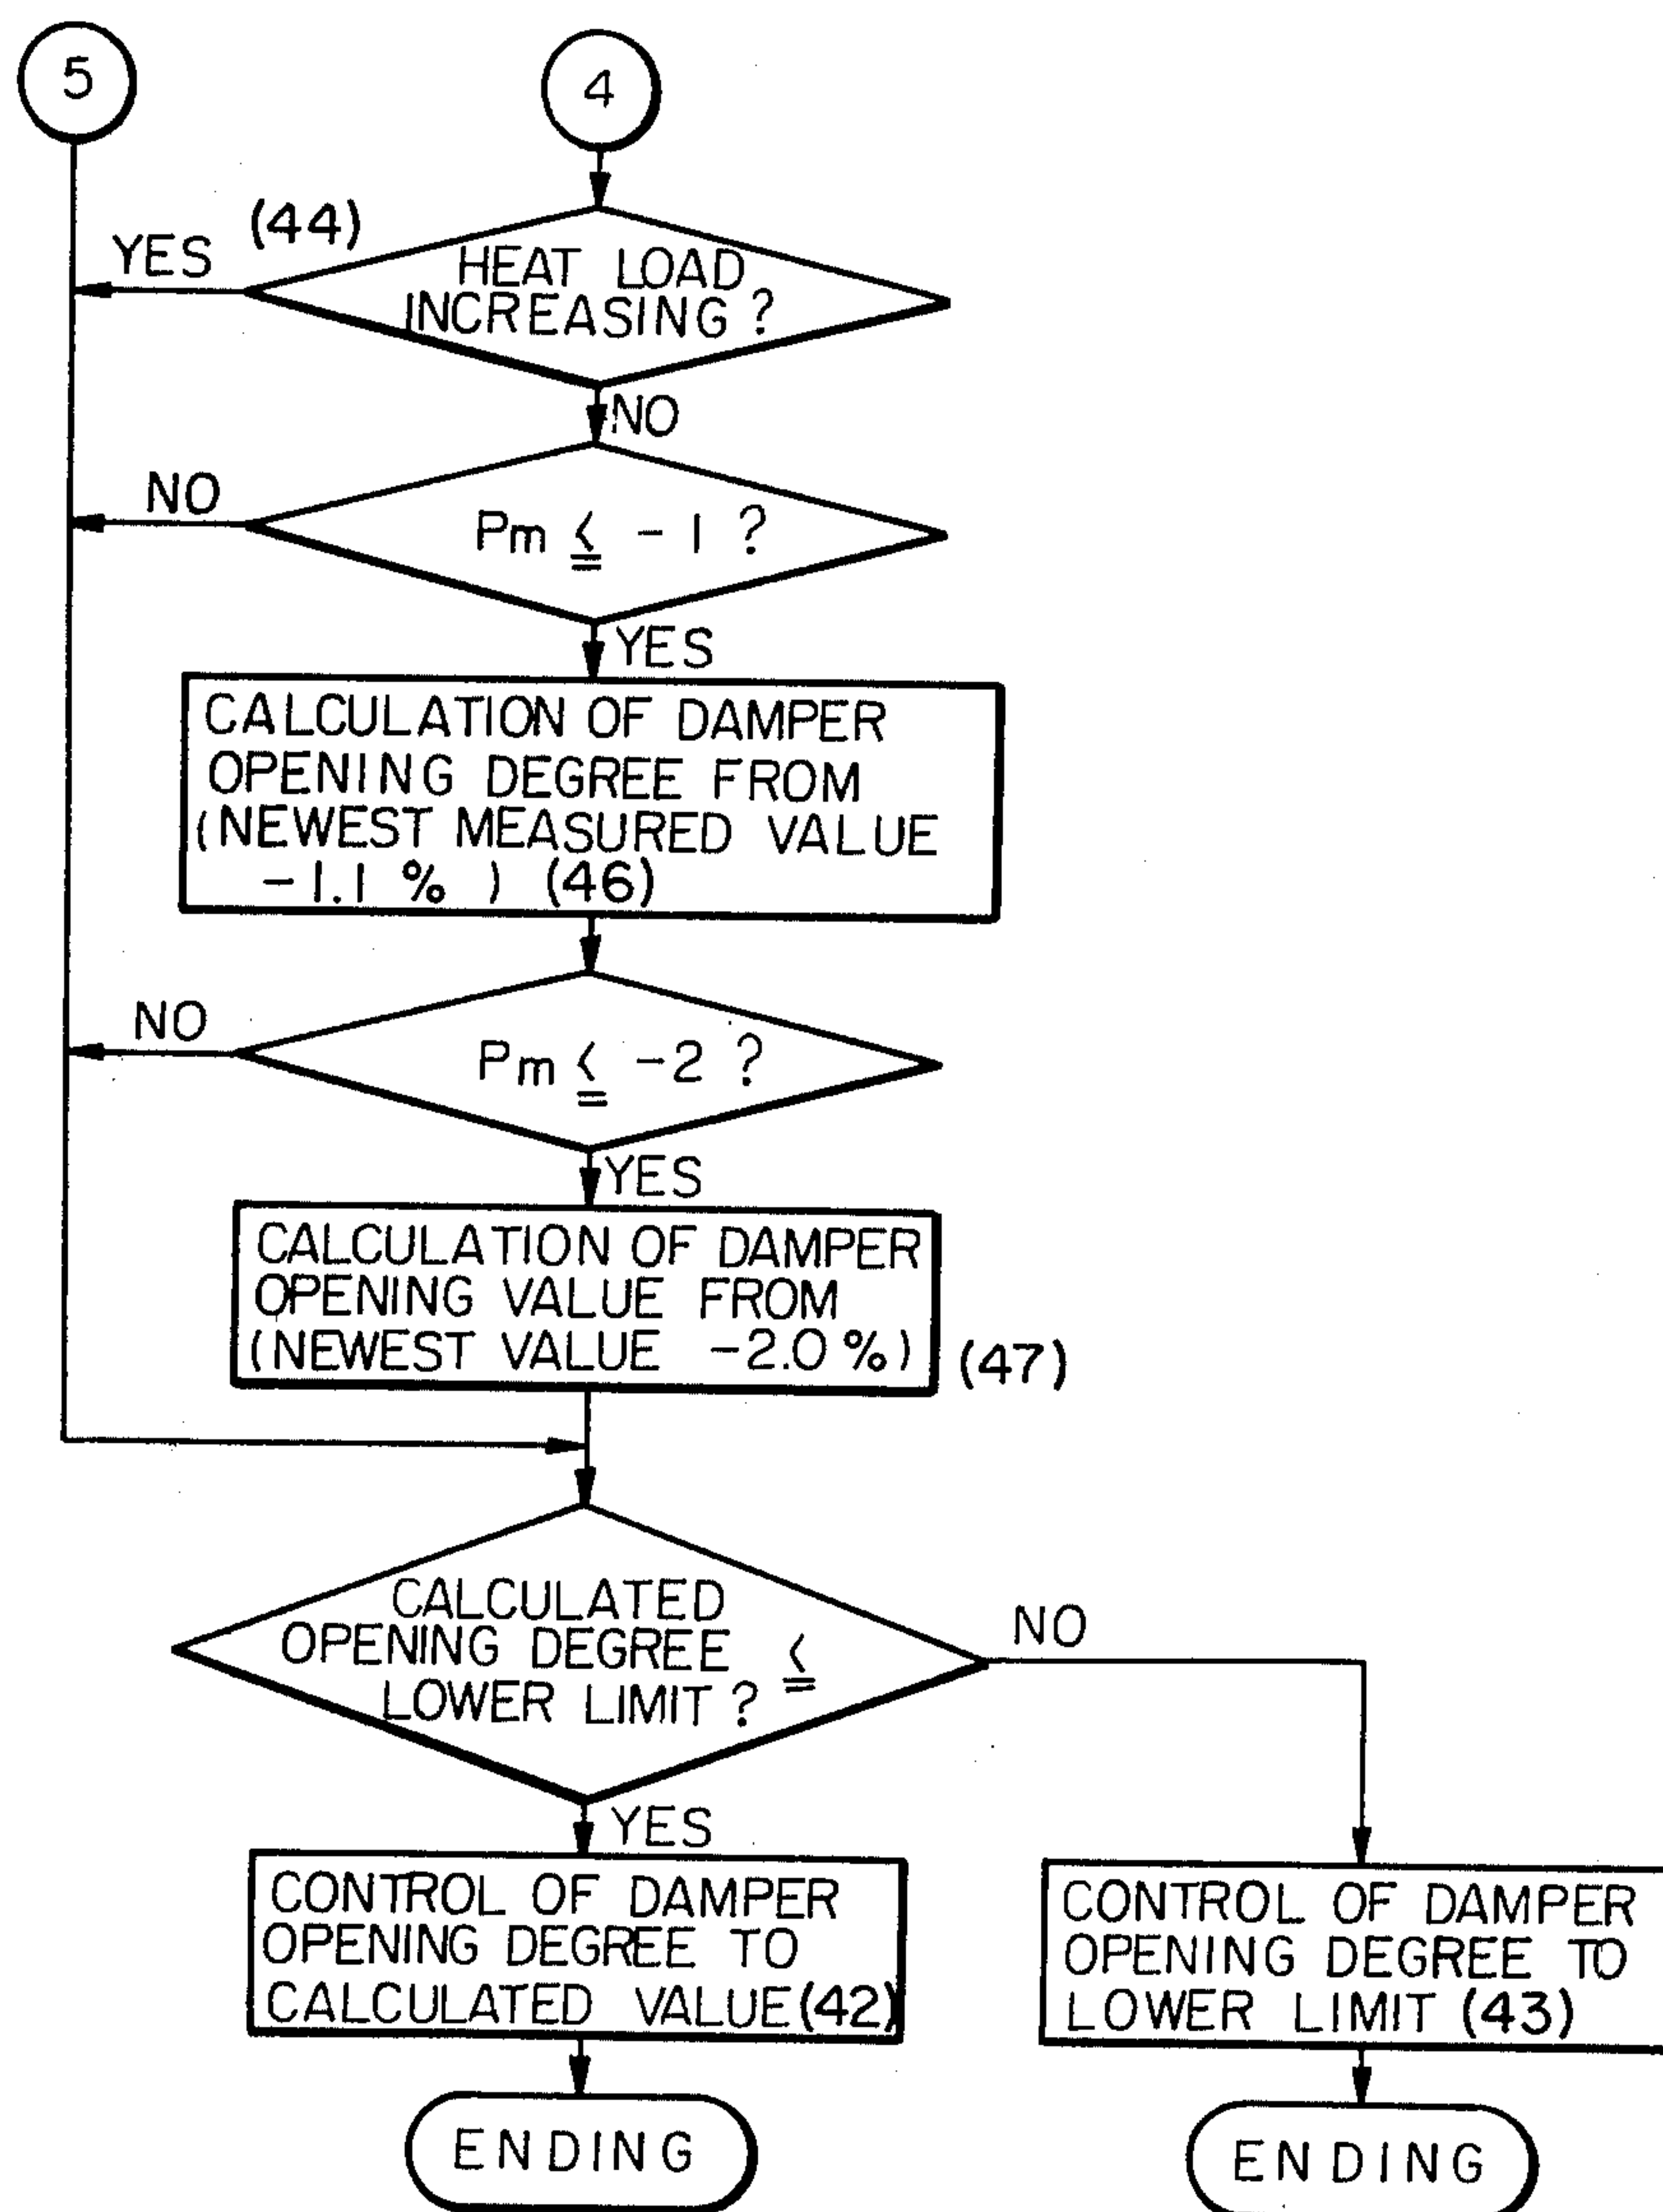 5
4
(44)
YES
HEAT LOAD
INCREASING ?
NO
NO
Pm ≦ -1 ?
YES
CALCULATION OF DAMPER
OPENING DEGREE FROM
(NEWEST MEASURED VALUE
-1.1 % ) (46)
NO
Pm ≦ -2 ?
YES
CALCULATION OF DAMPER
OPENING VALUE FROM
(NEWEST VALUE -2.0 %)
(47)
CALCULATED
OPENING DEGREE ≦
LOWER LIMIT ?
NO
YES
CONTROL OF DAMPER
OPENING DEGREE TO
CALCULATED VALUE (42)
CONTROL OF DAMPER
OPENING DEGREE TO
LOWER LIMIT (43)
ENDING
ENDING